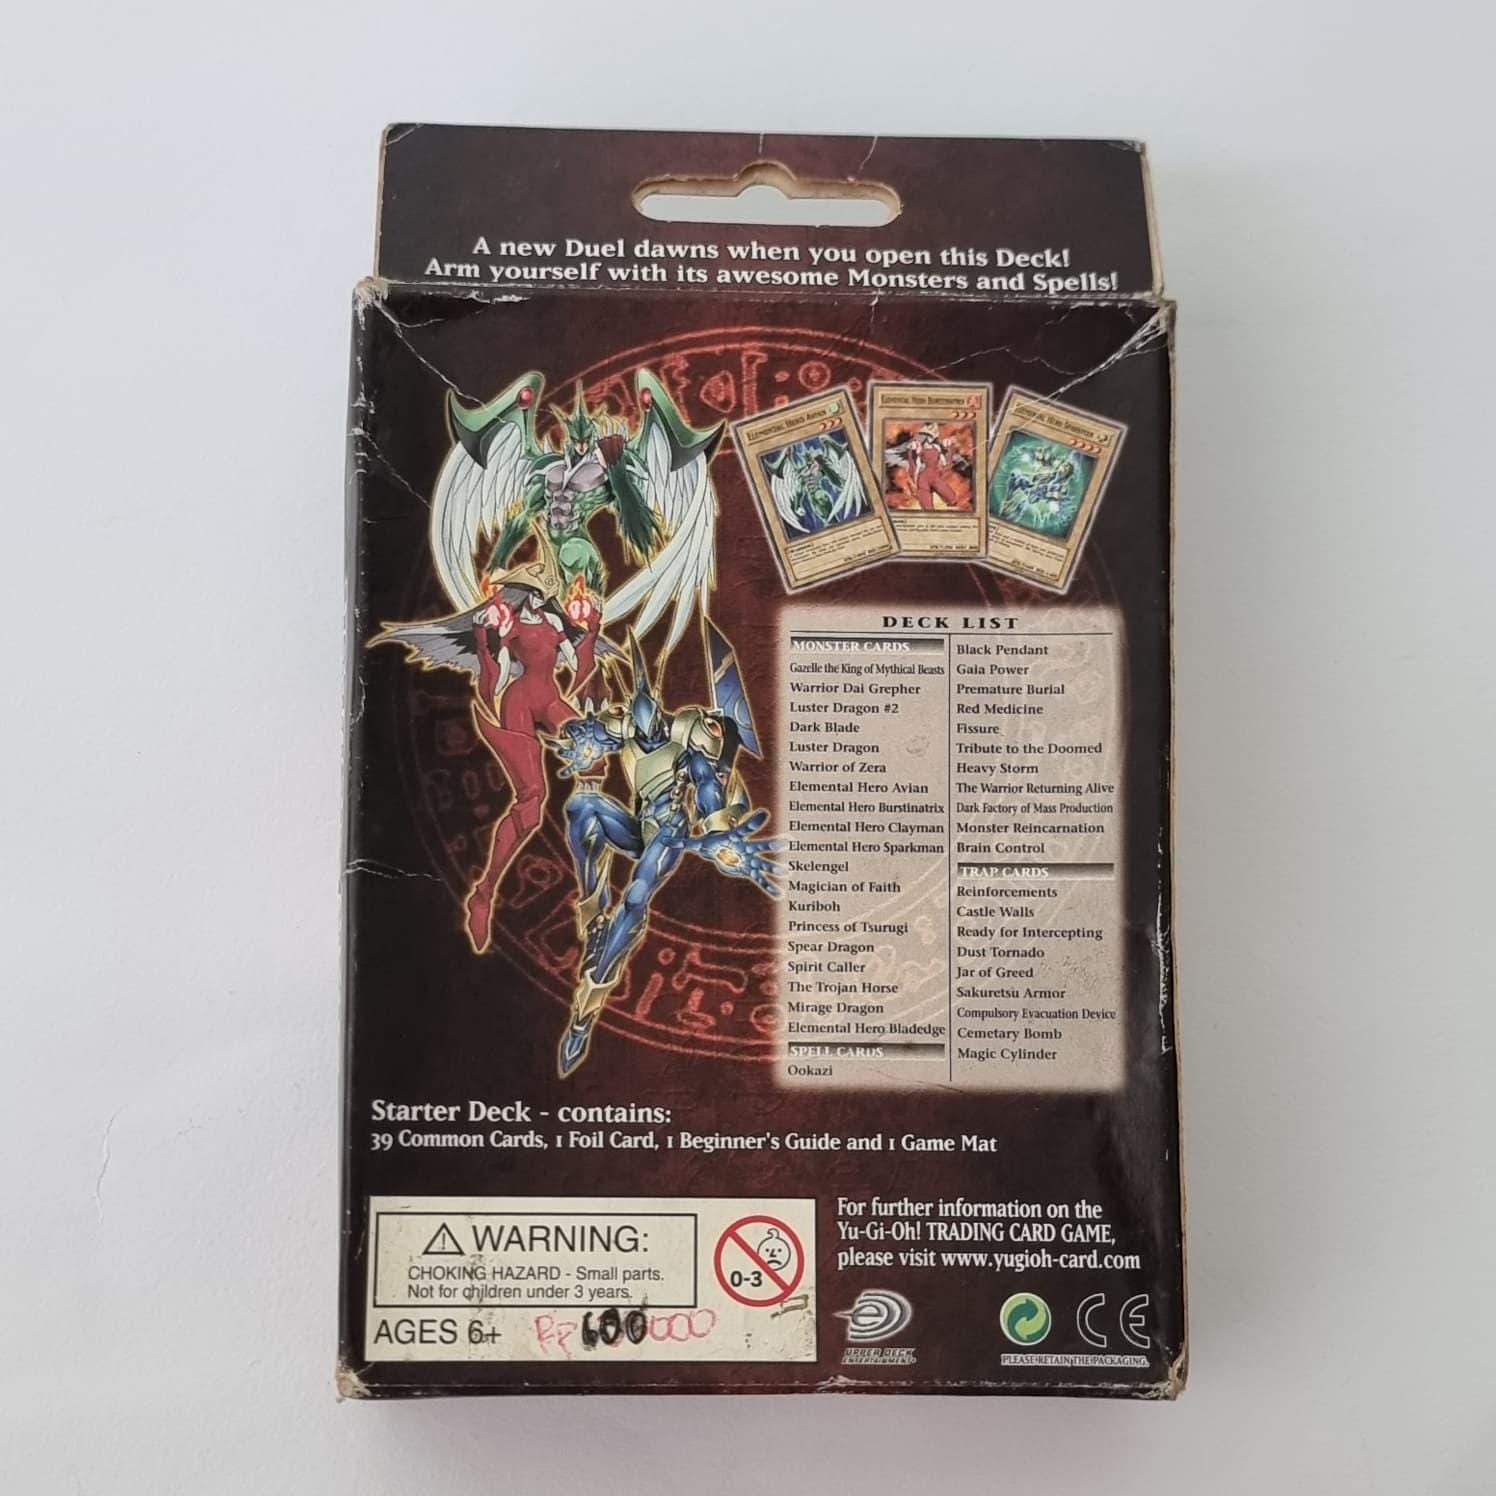 A new Duel dawns when you open this Deck!
Arm yourself with its awesome Monsters and Spells!
ELEMENTAL HERO AVIAN
ELEMENTAL HERO BURSTINATRIX
ELEMENTAL HERO SPARKMAN
DECK LIST
MONSTER CARDS
Gazelle the King of Mythical Beasts
Warrior Dai Grepher
Luster Dragon #2
Dark Blade
Luster Dragon
Warrior of Zera
Elemental Hero Avian
Elemental Hero Burstinatrix
Elemental Hero Clayman
Elemental Hero Sparkman
Skelengel
Magician of Faith
Kuriboh
Princess of Tsurugi
Spear Dragon
Spirit Caller
The Trojan Horse
Mirage Dragon
Elemental Hero Bladedge
SPELL CARDS
Ookazi
Black Pendant
Gaia Power
Premature Burial
Red Medicine
Fissure
Tribute to the Doomed
Heavy Storm
The Warrior Returning Alive
Dark Factory of Mass Production
Monster Reincarnation
Brain Control
TRAP CARDS
Reinforcements
Castle Walls
Ready for Intercepting
Dust Tornado
Jar of Greed
Sakuretsu Armor
Compulsory Evacuation Device
Cemetary Bomb
Magic Cylinder
Starter Deck - contains:
39 Common Cards, 1 Foil Card, 1 Beginner's Guide and 1 Game Mat
WARNING:
CHOKING HAZARD - Small parts.
Not for children under 3 years.
0-3
AGES 6+
600
For further information on the
Yu-Gi-Oh! TRADING CARD GAME,
please visit www.yugioh-card.com
UPPER DECK
ENTERTAINMENT
CE
PLEASE RETAIN THE PACKAGING.